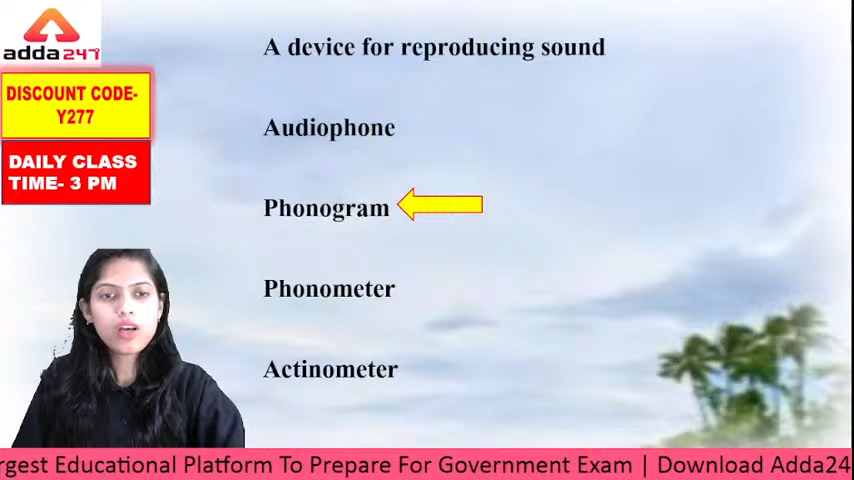 adda247
DISCOUNT CODE-
Y277
DAILY CLASS
TIME- 3 PM
A device for reproducing sound
Audiophone
Phonogram
Phonometer
Actinometer
rgest Educational Platform To Prepare For Government Exam | Download Adda24